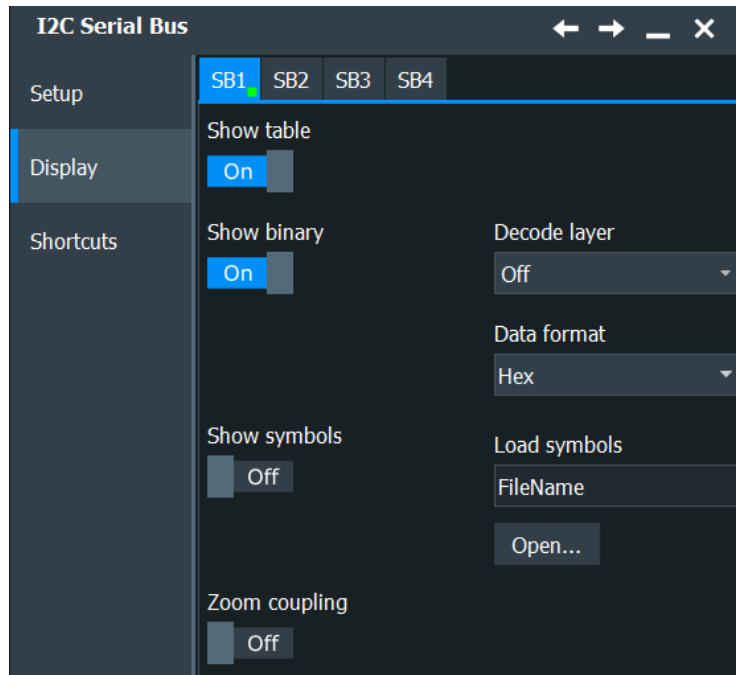 I2C Serial Bus
Setup
Display
Shortcuts
SB1 SB2 SB3 SB4
Show table
On
Show binary
On
Decode layer
Off
Data format
Hex
Show symbols
Off
Load symbols
FileName
Open...
Zoom coupling
Off